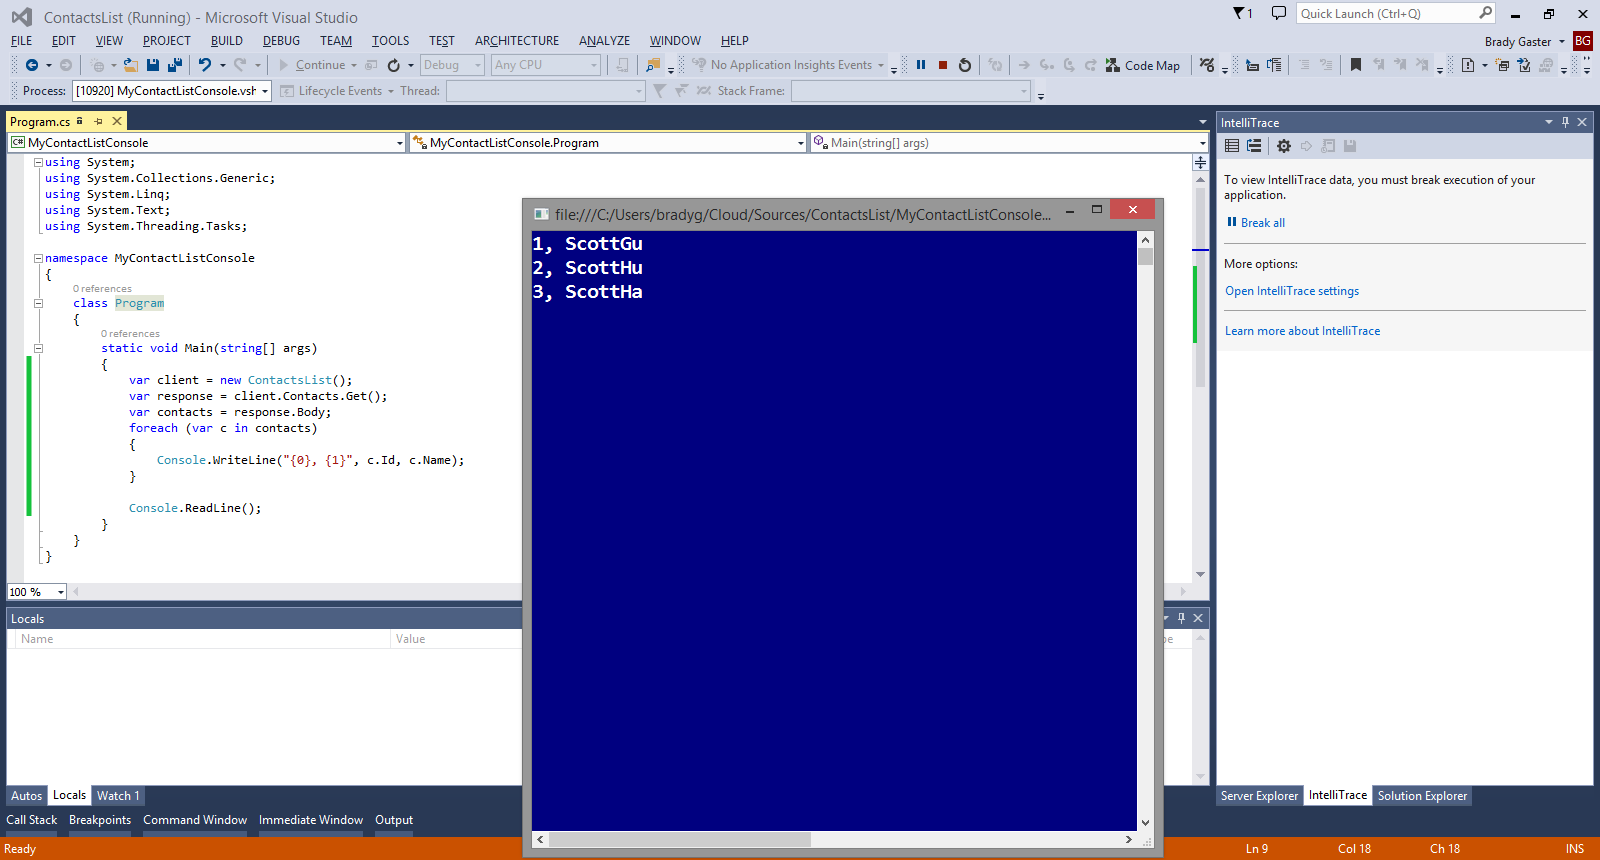 ContactsList (Running) - Microsoft Visual Studio
1
Quick Launch (Ctrl+Q)
FILE EDIT VIEW PROJECT BUILD DEBUG TEAM TOOLS TEST ARCHITECTURE ANALYZE WINDOW HELP
Brady Gaster BG
Continue Debug Any CPU No Application Insights Events Code Map
Process: [10920] MyContactListConsole.vsh Lifecycle Events Thread: Stack Frame:
Program.cs
C# MyContactListConsole MyContactListConsole.Program Main(string[] args)
using System;
using System.Collections.Generic;
using System.Linq;
using System.Text;
using System.Threading.Tasks;
namespace MyContactListConsole
{
0 references
class Program
{
0 references
static void Main(string[] args)
{
var client = new ContactsList();
var response = client.Contacts.Get();
var contacts = response.Body;
foreach (var c in contacts)
{
Console.WriteLine("{0}, {1}", c.Id, c.Name);
}
Console.ReadLine();
}
}
}
100 %
file:///C:/Users/bradyg/Cloud/Sources/ContactsList/MyContactListConsole...
1, ScottGu
2, ScottHu
3, ScottHa
IntelliTrace
To view IntelliTrace data, you must break execution of your
application.
Break all
More options:
Open IntelliTrace settings
Learn more about IntelliTrace
Locals
Name Value
Autos Locals Watch 1
Server Explorer IntelliTrace Solution Explorer
Call Stack Breakpoints Command Window Immediate Window Output
Ready Ln 9 Col 18 Ch 18 INS